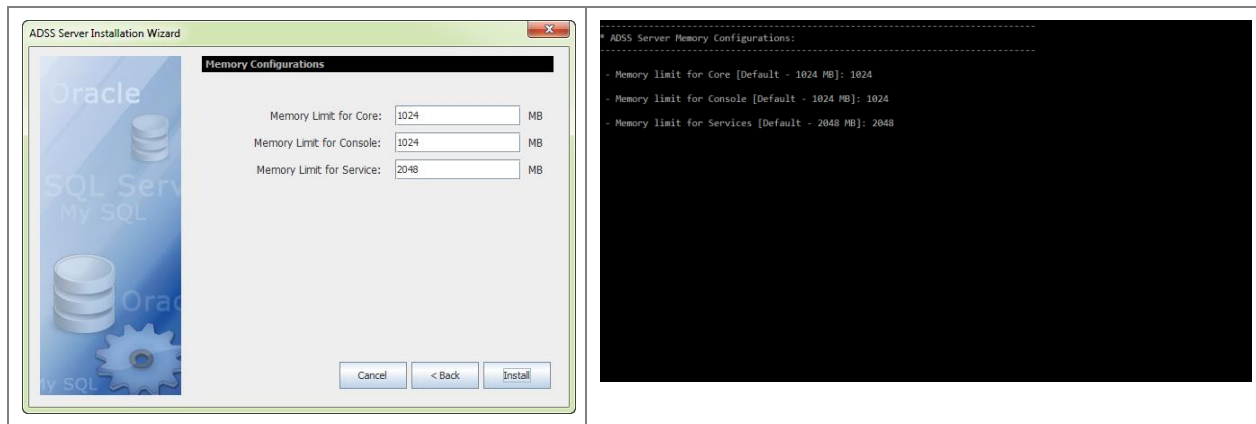 ADSS Server Installation Wizard
Memory Configurations
Oracle
SQL Serv
My SQL
Orac
My SQL
Memory Limit for Core: 1024 MB
Memory Limit for Console: 1024 MB
Memory Limit for Service: 2048 MB
Cancel < Back Install
--------------------------------------------------------------------------------
* ADSS Server Memory Configurations:
--------------------------------------------------------------------------------
- Memory limit for Core [Default - 1024 MB]: 1024
- Memory limit for Console [Default - 1024 MB]: 1024
- Memory limit for Services [Default - 2048 MB]: 2048